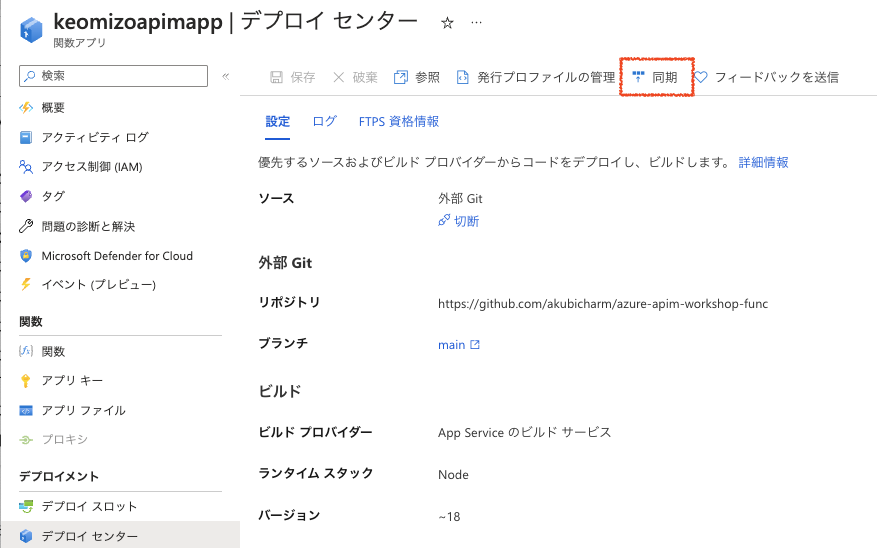 keomizoapimapp | デプロイ センター
関数アプリ
検索
保存 破棄 参照 発行プロファイルの管理 同期 フィードバックを送信
概要
アクティビティ ログ
アクセス制御 (IAM)
タグ
問題の診断と解決
Microsoft Defender for Cloud
イベント (プレビュー)
関数
関数
アプリ キー
アプリ ファイル
プロキシ
デプロイメント
デプロイ スロット
デプロイ センター
設定 ログ FTPS 資格情報
優先するソースおよびビルド プロバイダーからコードをデプロイし、ビルドします。 詳細情報
ソース 外部 Git
切断
外部 Git
リポジトリ https://github.com/akubicharm/azure-apim-workshop-func
ブランチ main
ビルド
ビルド プロバイダー App Service のビルド サービス
ランタイム スタック Node
バージョン ~18